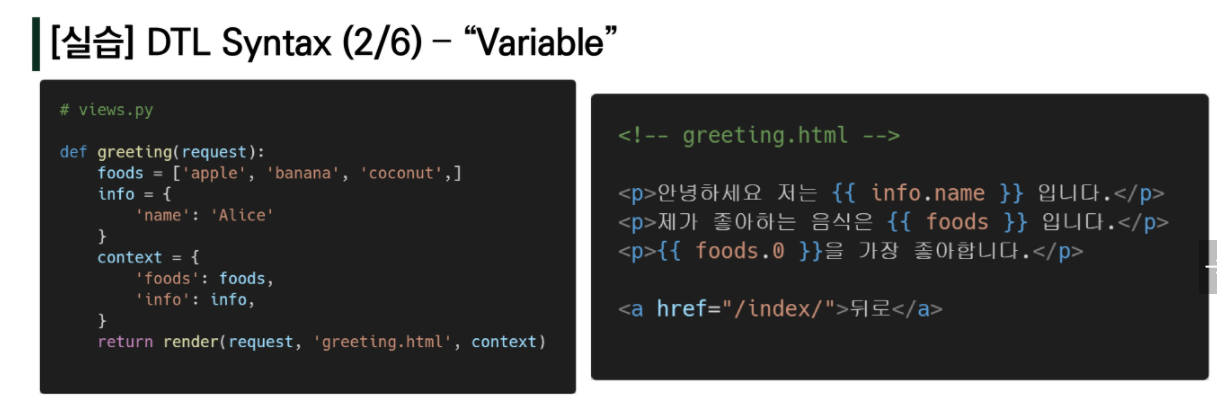 [실습] DTL Syntax (2/6) – “Variable”
# views.py
def greeting(request):
    foods = ['apple', 'banana', 'coconut',]
    info = {
        'name': 'Alice'
    }
    context = {
        'foods': foods,
        'info': info,
    }
    return render(request, 'greeting.html', context)
<!-- greeting.html -->
<p>안녕하세요 저는 {{ info.name }} 입니다.</p>
<p>제가 좋아하는 음식은 {{ foods }} 입니다.</p>
<p>{{ foods.0 }}을 가장 좋아합니다.</p>
<a href="/index/">뒤로</a>